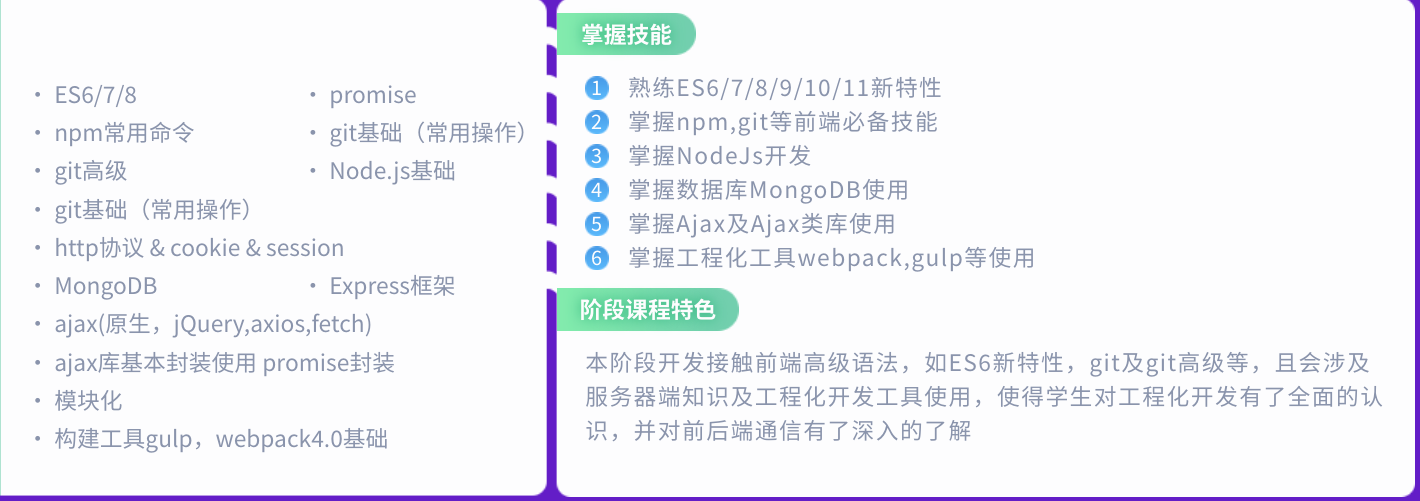 • ES6/7/8
• promise
• npm常用命令
• git基础（常用操作）
• git高级
• Node.js基础
• git基础（常用操作）
• http协议 & cookie & session
• MongoDB
• Express框架
• ajax(原生，jQuery,axios,fetch)
• ajax库基本封装使用 promise封装
• 模块化
• 构建工具gulp，webpack4.0基础
掌握技能
1 熟练ES6/7/8/9/10/11新特性
2 掌握npm,git等前端必备技能
3 掌握NodeJs开发
4 掌握数据库MongoDB使用
5 掌握Ajax及Ajax类库使用
6 掌握工程化工具webpack,gulp等使用
阶段课程特色
本阶段开发接触前端高级语法，如ES6新特性，git及git高级等，且会涉及
服务器端知识及工程化开发工具使用，使得学生对工程化开发有了全面的认
识，并对前后端通信有了深入的了解